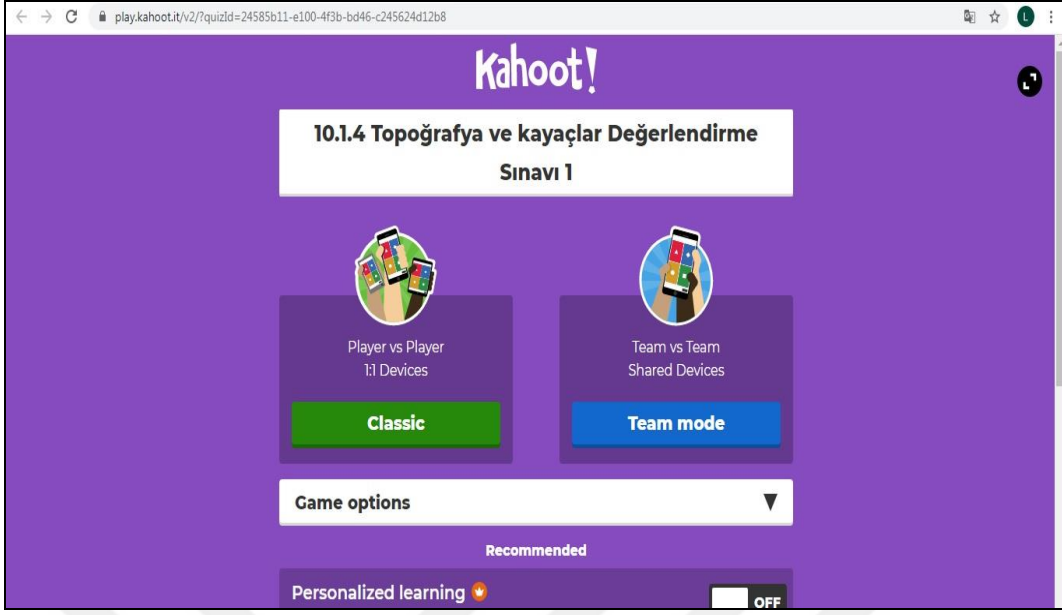 play.kahoot.it/v2/?quizId=24585b11-e100-4f3b-bd46-c245624d12b8
L
Kahoot!
10.1.4 Topoğrafya ve kayaçlar Değerlendirme
Sınavı 1
Player vs Player
1:1 Devices
Classic
Team vs Team
Shared Devices
Team mode
Game options
Recommended
Personalized learning
OFF